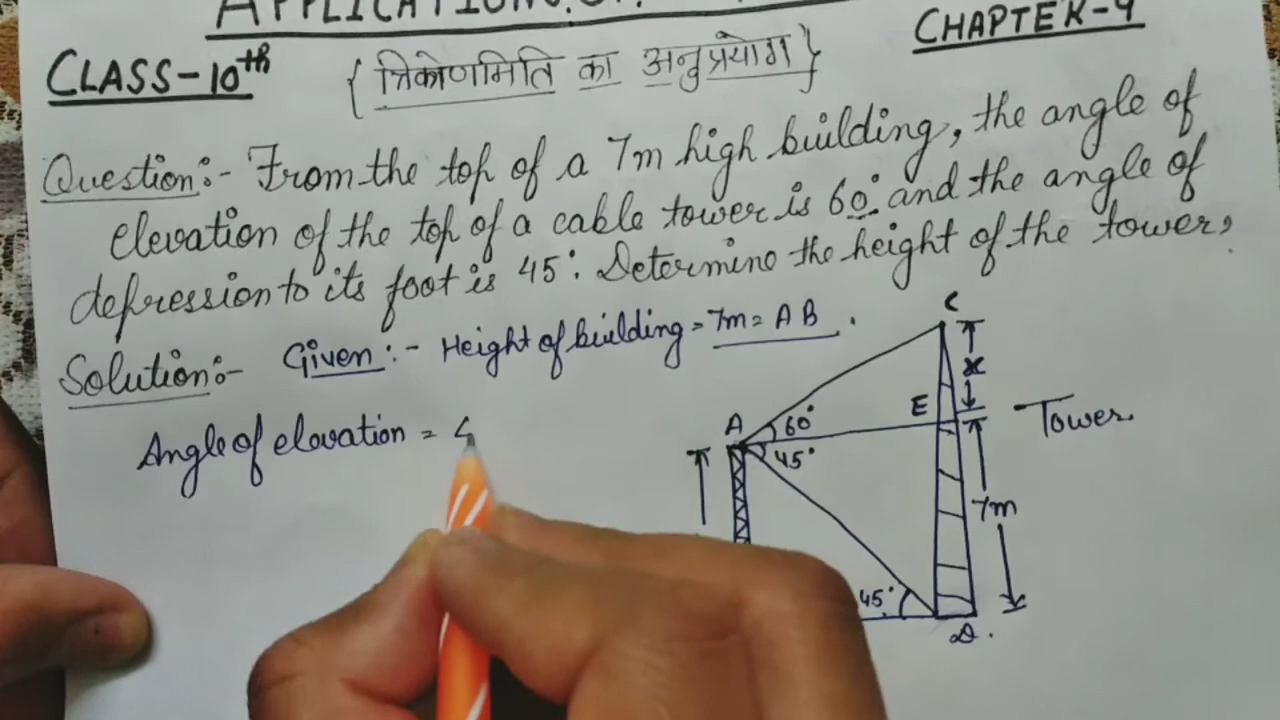 APPLICATIONS OF
CLASS-10th
{त्रिकोणमिति का अनुप्रयोग}
CHAPTER-9
Question:- From the top of a 7m high building, the angle of
elevation of the top of a cable tower is 60° and the angle of
depression to its foot is 45°. Determine the height of the tower.
Solution:- Given:- Height of building = 7m = AB.
Angle of elevation = ∠
C
x
E
A
60°
45°
Tower.
7m
45°
D.